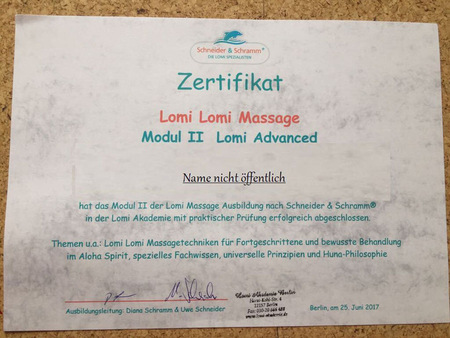 Schneider & Schramm®
DIE LOMI SPEZIALISTEN
Zertifikat
Lomi Lomi Massage
Modul II Lomi Advanced
Name nicht öffentlich
hat das Modul II der Lomi Massage Ausbildung nach Schneider & Schramm®
in der Lomi Akademie mit praktischer Prüfung erfolgreich abgeschlossen.
Themen u.a.: Lomi Lomi Massagetechniken für Fortgeschrittene und bewusste Behandlung
im Aloha Spirit, spezielles Fachwissen, universelle Prinzipien und Huna-Philosophie
Lomi Akademie Berlin
13157 Berlin
Ausbildungsleitung: Diana Schramm & Uwe Schneider
Berlin, am 25. Juni 2017